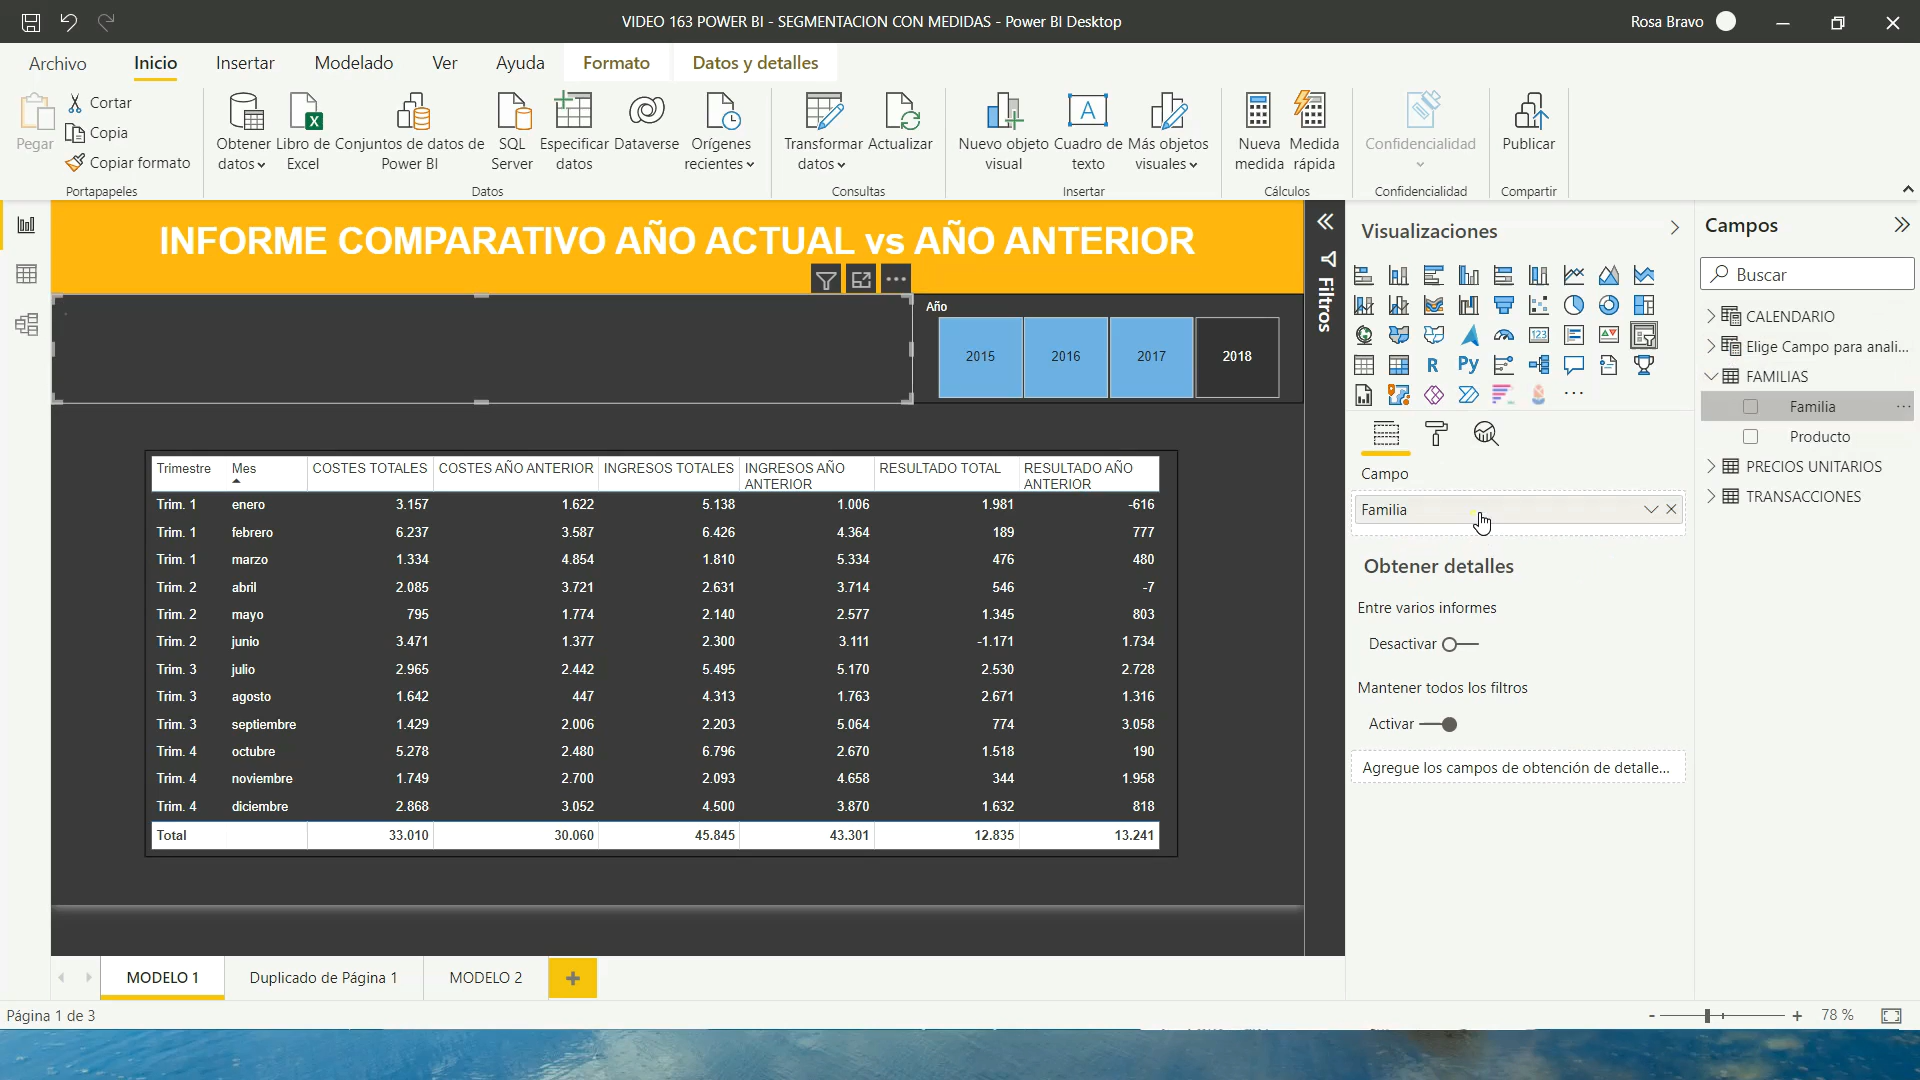 VIDEO 163 POWER BI - SEGMENTACION CON MEDIDAS - Power BI Desktop
Rosa Bravo
Archivo Inicio Insertar Modelado Ver Ayuda Formato Datos y detalles
Pegar
Cortar
Copia
Copiar formato
Portapapeles
Obtener datos
Libro de Excel
Conjuntos de datos de Power BI
SQL Server
Especificar datos
Dataverse
Orígenes recientes
Datos
Transformar datos
Actualizar
Consultas
Nuevo objeto visual
Cuadro de texto
Más objetos visuales
Insertar
Nueva medida
Medida rápida
Cálculos
Confidencialidad
Confidencialidad
Publicar
Compartir
INFORME COMPARATIVO AÑO ACTUAL vs AÑO ANTERIOR
Año
2015 2016 2017 2018
Trimestre Mes COSTES TOTALES COSTES AÑO ANTERIOR INGRESOS TOTALES INGRESOS AÑO ANTERIOR RESULTADO TOTAL RESULTADO AÑO ANTERIOR
Trim. 1 enero 3.157 1.622 5.138 1.006 1.981 -616
Trim. 1 febrero 6.237 3.587 6.426 4.364 189 777
Trim. 1 marzo 1.334 4.854 1.810 5.334 476 480
Trim. 2 abril 2.085 3.721 2.631 3.714 546 -7
Trim. 2 mayo 795 1.774 2.140 2.577 1.345 803
Trim. 2 junio 3.471 1.377 2.300 3.111 -1.171 1.734
Trim. 3 julio 2.965 2.442 5.495 5.170 2.530 2.728
Trim. 3 agosto 1.642 447 4.313 1.763 2.671 1.316
Trim. 3 septiembre 1.429 2.006 2.203 5.064 774 3.058
Trim. 4 octubre 5.278 2.480 6.796 2.670 1.518 190
Trim. 4 noviembre 1.749 2.700 2.093 4.658 344 1.958
Trim. 4 diciembre 2.868 3.052 4.500 3.870 1.632 818
Total 33.010 30.060 45.845 43.301 12.835 13.241
Filtros
Visualizaciones
123
R
Py
Campo
Familia
Obtener detalles
Entre varios informes
Desactivar
Mantener todos los filtros
Activar
Agregue los campos de obtención de detalle...
Campos
Buscar
CALENDARIO
Elige Campo para anali...
FAMILIAS
Familia
Producto
PRECIOS UNITARIOS
TRANSACCIONES
MODELO 1 Duplicado de Página 1 MODELO 2
Página 1 de 3
78 %